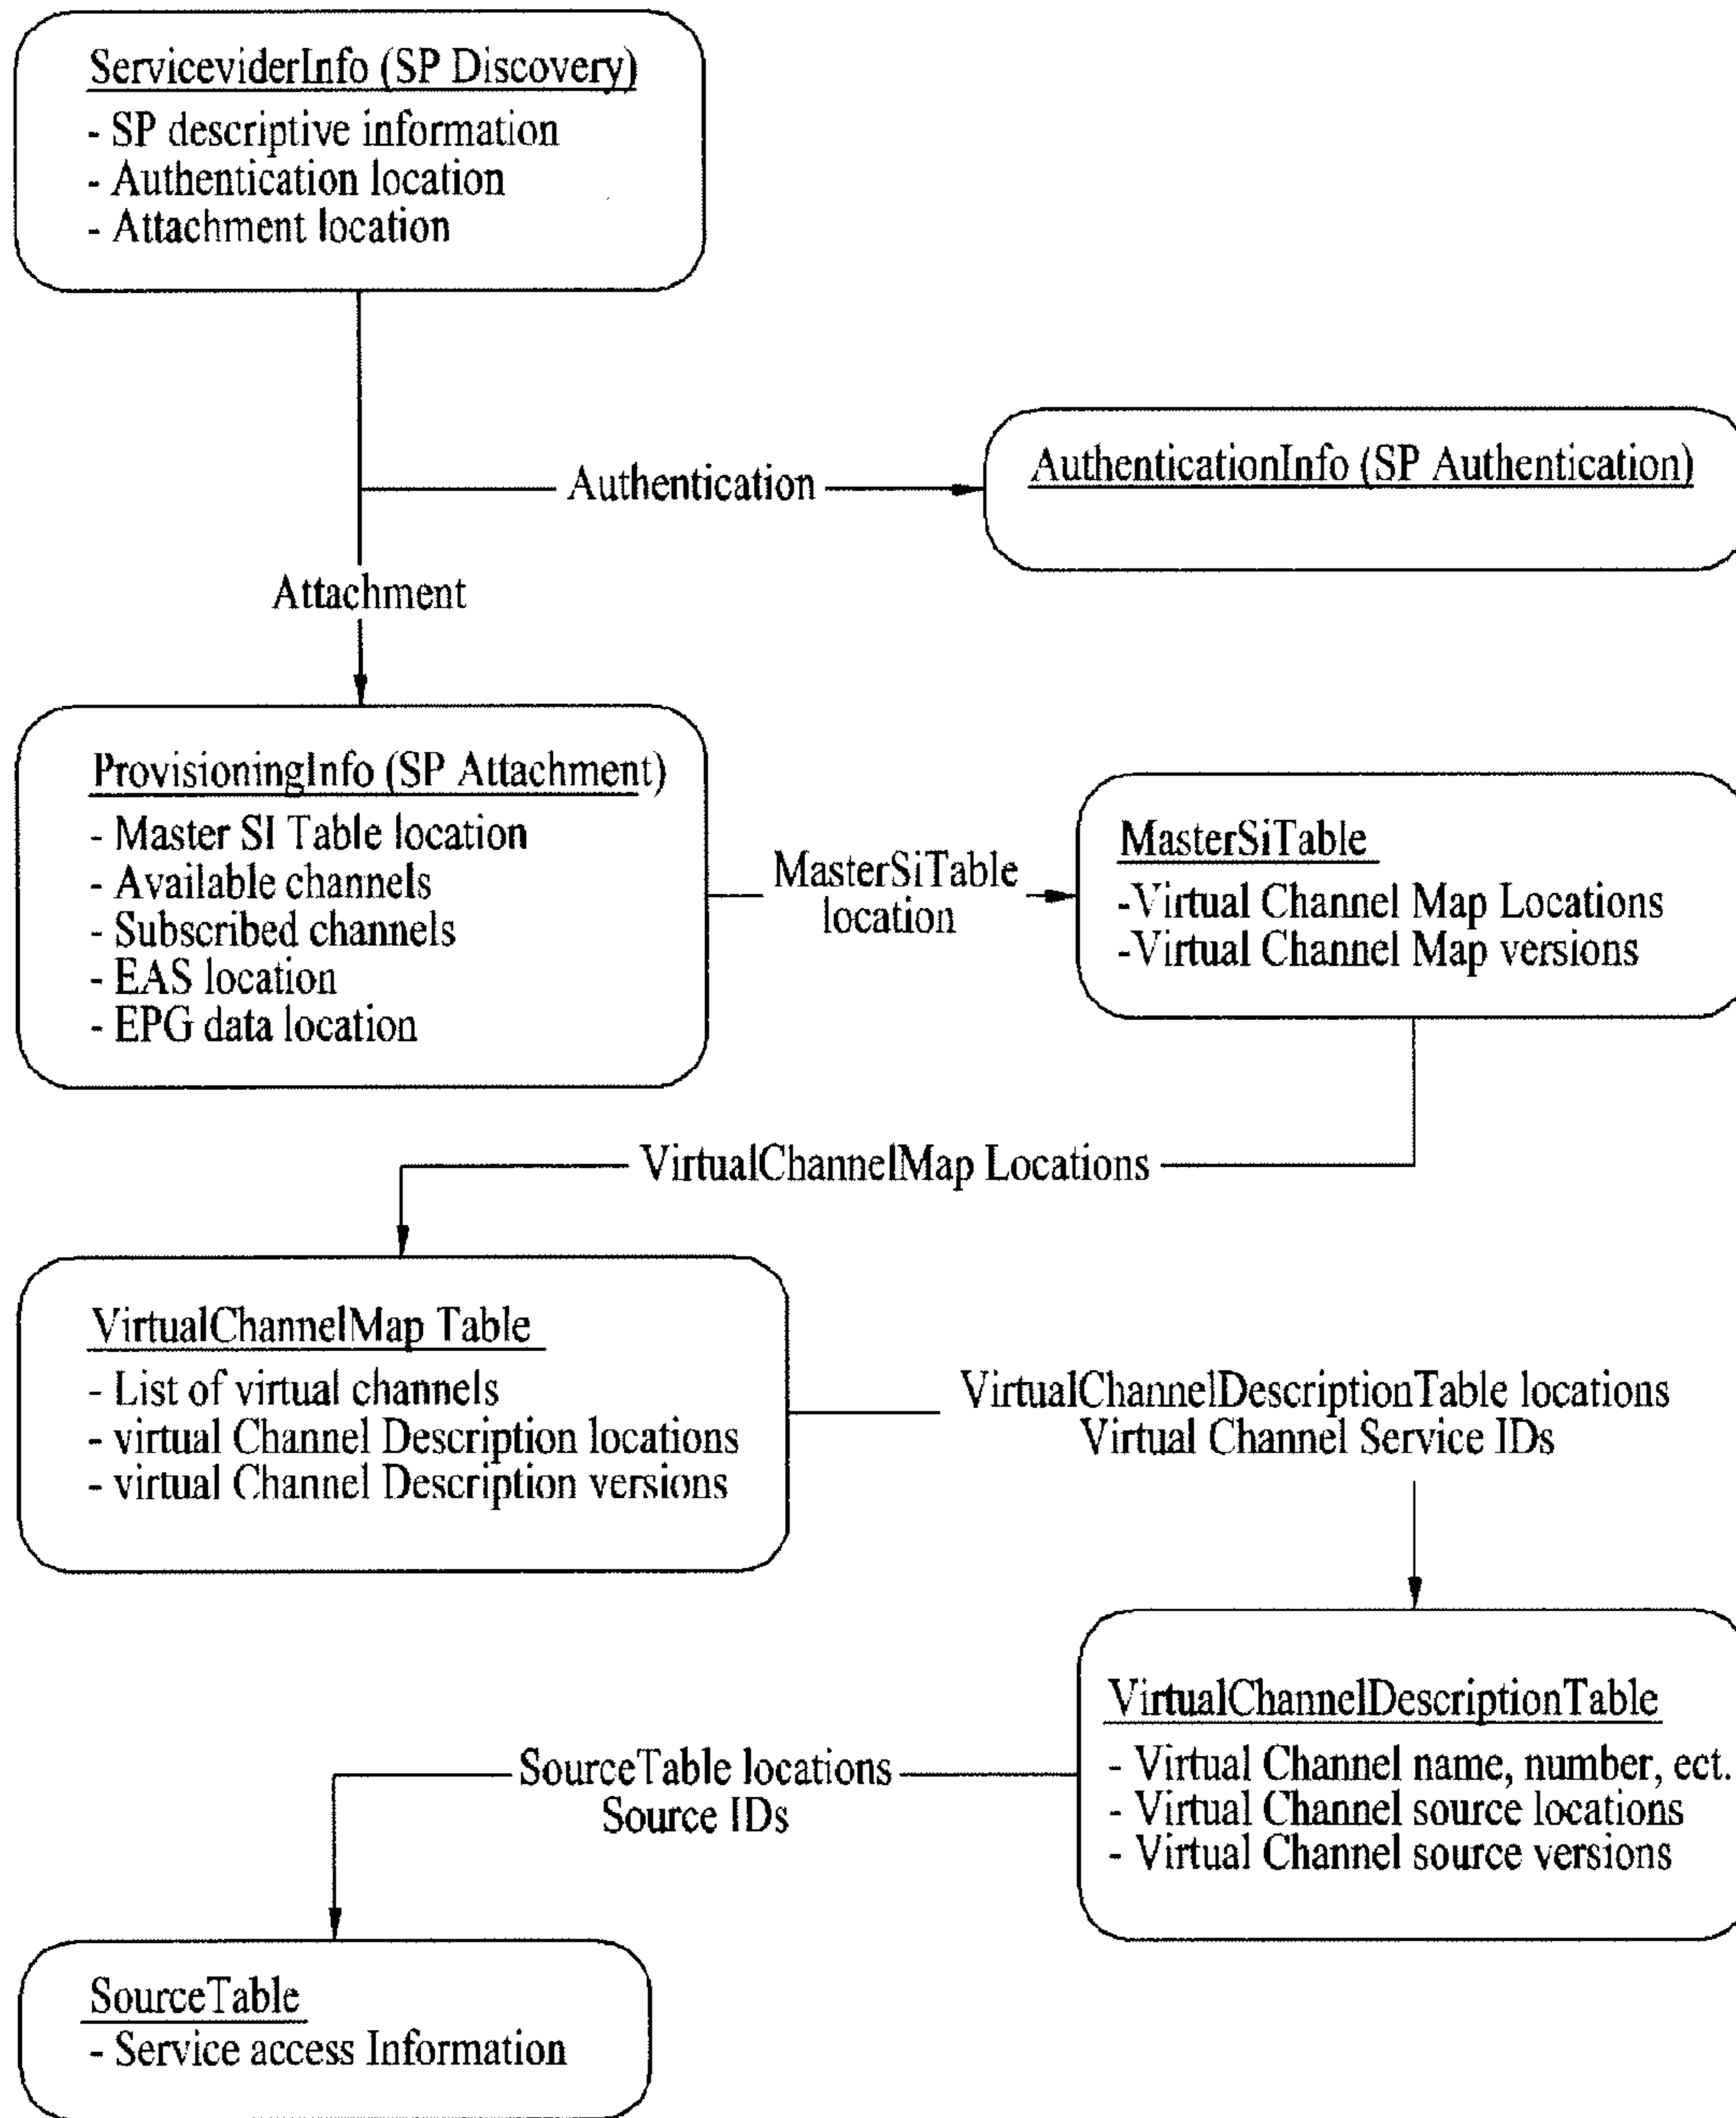 ServiceviderInfo (SP Discovery)
- SP descriptive information
- Authentication location
- Attachment location
Authentication
AuthenticationInfo (SP Authentication)
Attachment
ProvisioningInfo (SP Attachment)
- Master SI Table location
- Available channels
- Subscribed channels
- EAS location
- EPG data location
MasterSiTable
location
MasterSiTable
-Virtual Channel Map Locations
-Virtual Channel Map versions
VirtualChannelMap Locations
VirtualChannelMap Table
- List of virtual channels
- virtual Channel Description locations
- virtual Channel Description versions
VirtualChannelDescriptionTable locations
Virtual Channel Service IDs
VirtualChannelDescriptionTable
- Virtual Channel name, number, ect.
- Virtual Channel source locations
- Virtual Channel source versions
SourceTable locations
Source IDs
SourceTable
- Service access Information